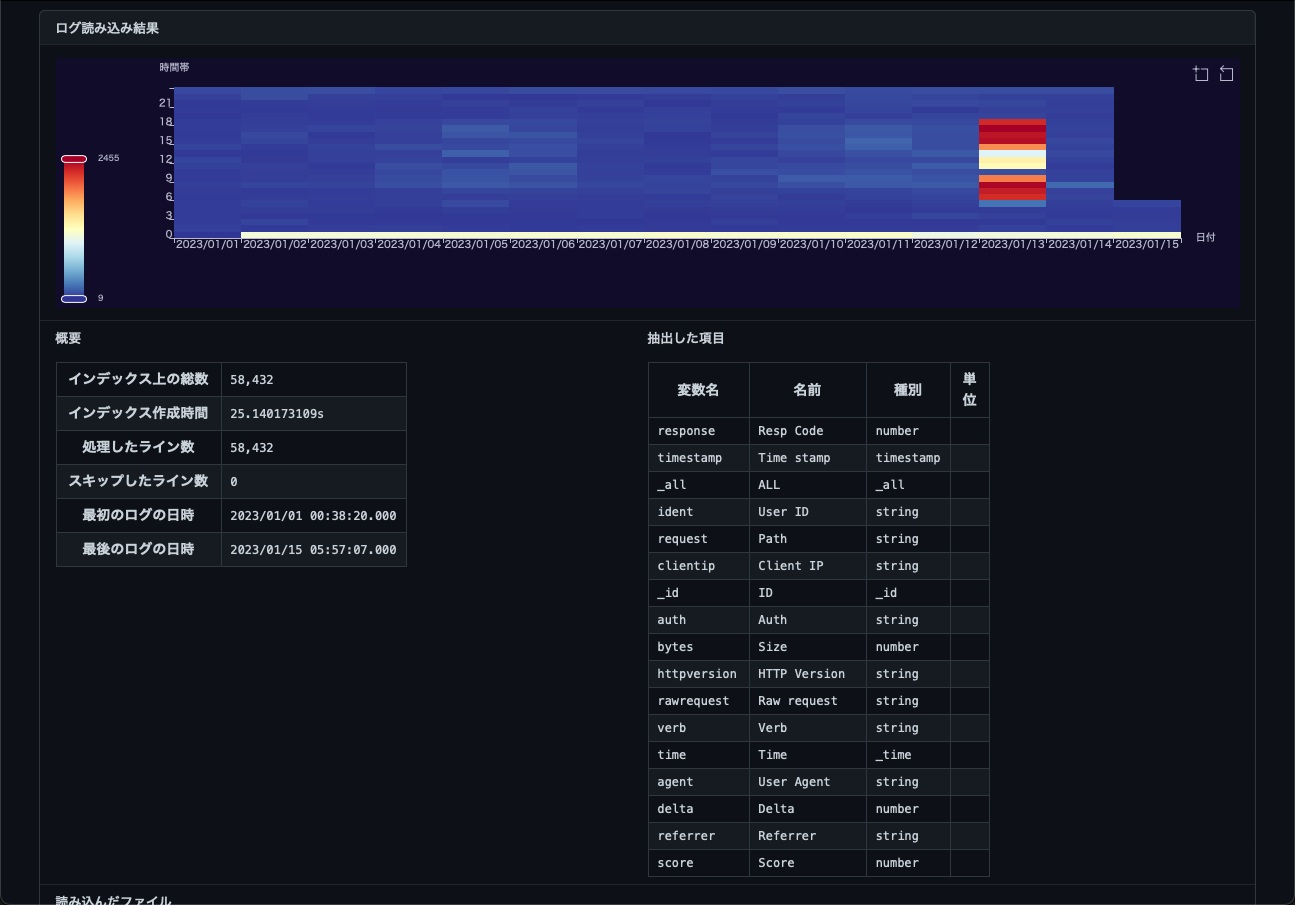 ログ読み込み結果
時間帯
21
18
15
12
9
6
3
0
2455
9
2023/01/01 2023/01/02 2023/01/03 2023/01/04 2023/01/05 2023/01/06 2023/01/07 2023/01/08 2023/01/09 2023/01/10 2023/01/11 2023/01/12 2023/01/13 2023/01/14 2023/01/15
日付
概要
インデックス上の総数 58,432
インデックス作成時間 25.140173109s
処理したライン数 58,432
スキップしたライン数 0
最初のログの日時 2023/01/01 00:38:20.000
最後のログの日時 2023/01/15 05:57:07.000
抽出した項目
変数名 名前 種別 単位
response Resp Code number
timestamp Time stamp timestamp
_all ALL _all
ident User ID string
request Path string
clientip Client IP string
_id ID _id
auth Auth string
bytes Size number
httpversion HTTP Version string
rawrequest Raw request string
verb Verb string
time Time _time
agent User Agent string
delta Delta number
referrer Referrer string
score Score number
読み込んだファイル